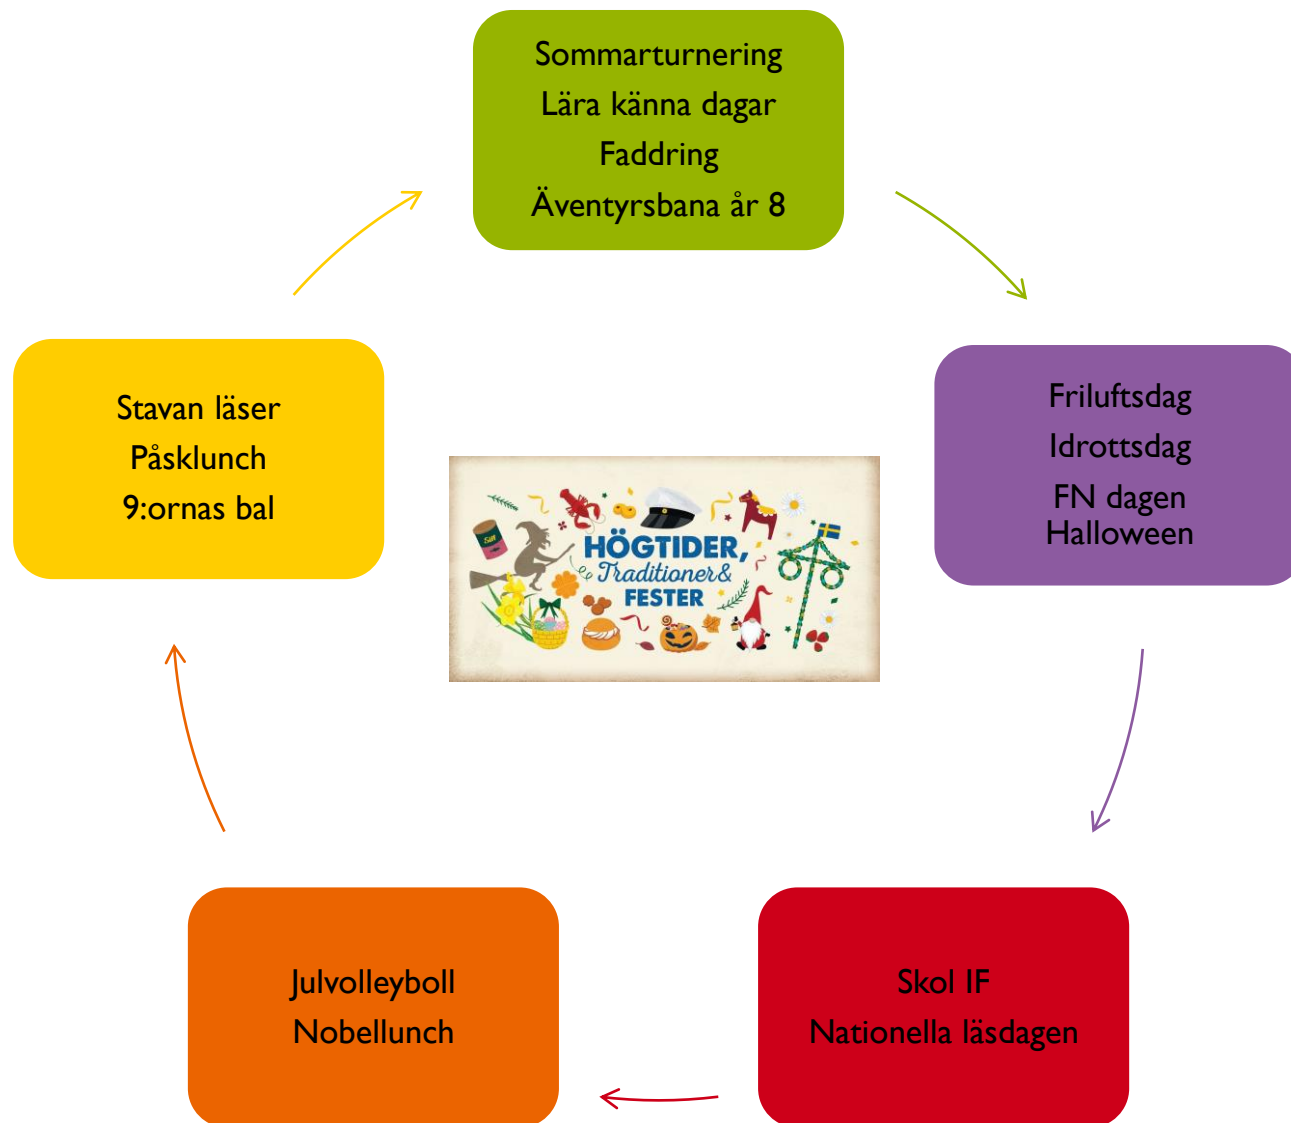 Sommarturnering
Lära känna dagar
Faddring
Äventyrsbana år 8
Friluftsdag
Idrottsdag
FN dagen
Halloween
Skol IF
Nationella läsdagen
Julvolleyboll
Nobellunch
Stavan läser
Påsklunch
9:ornas bal
HÖGTIDER,
Traditioner &
FESTER